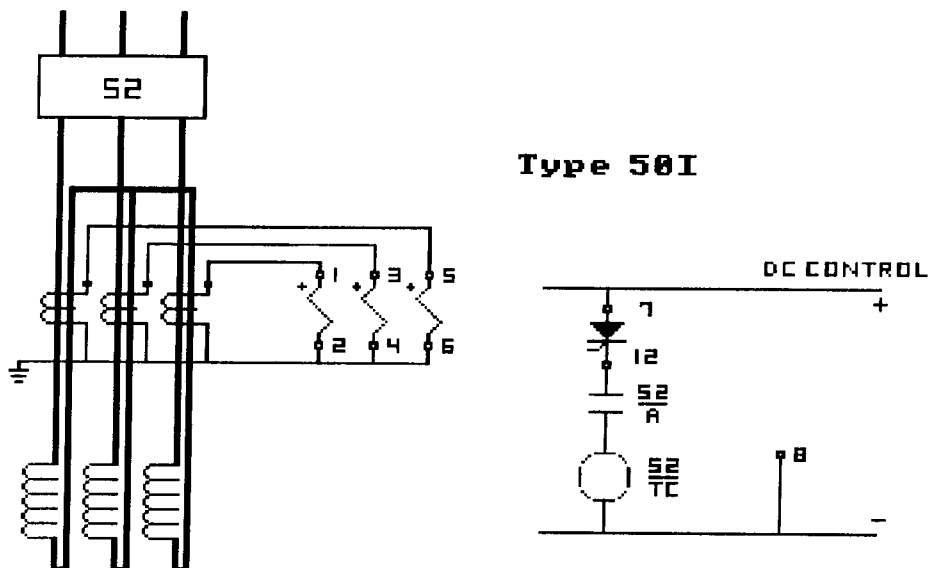 52
Type 50I
1 3 5
+ + +
2 4 6
DC CONTROL
+
7
12
52
A
52
TC
8
-